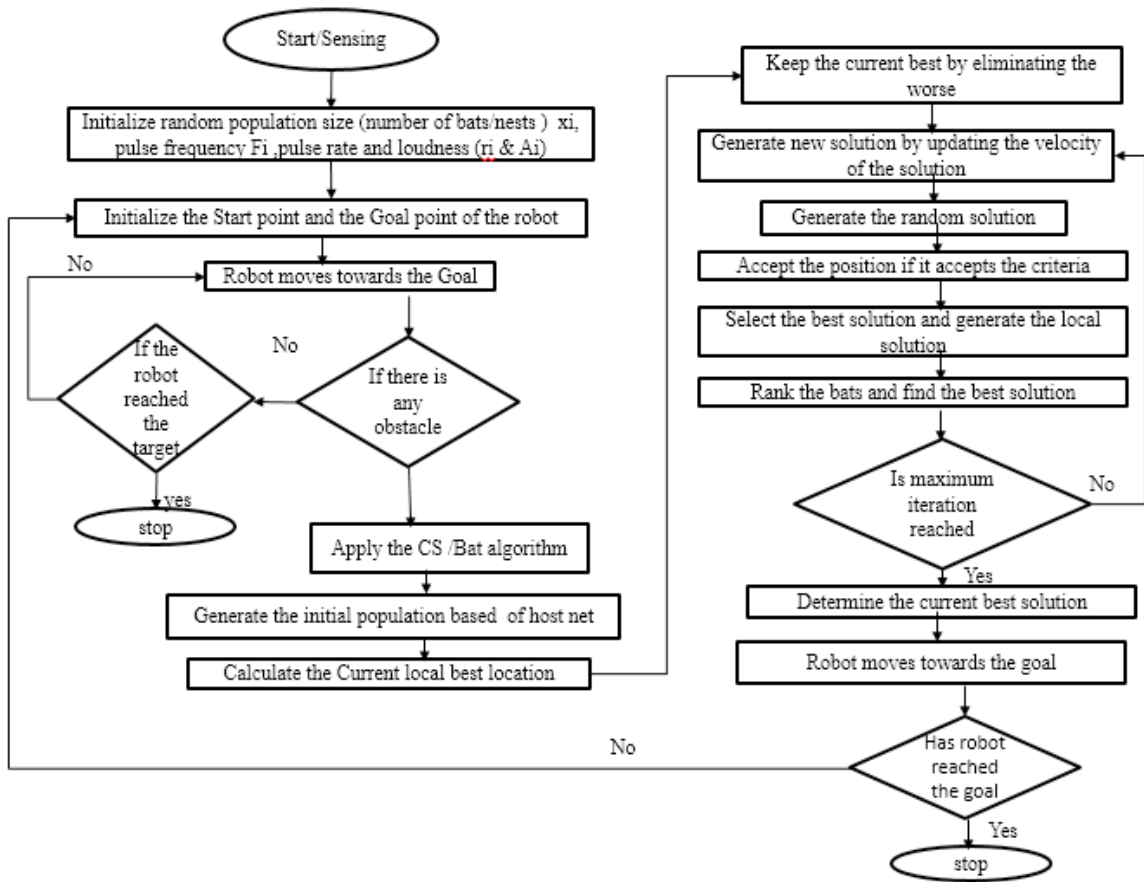 Start/Sensing
Initialize random population size (number of bats/nests ) xi,
pulse frequency Fi ,pulse rate and loudness (ri & Ai)
Initialize the Start point and the Goal point of the robot
No
Robot moves towards the Goal
If the
robot
reached
the
target
No
If there is
any
obstacle
yes
stop
Apply the CS /Bat algorithm
Generate the initial population based of host net
Calculate the Current local best location
Keep the current best by eliminating the
worse
Generate new solution by updating the velocity
of the solution
Generate the random solution
Accept the position if it accepts the criteria
Select the best solution and generate the local
solution
Rank the bats and find the best solution
Is maximum
iteration
reached
No
Yes
Determine the current best solution
Robot moves towards the goal
No
Has robot
reached
the goal
Yes
stop